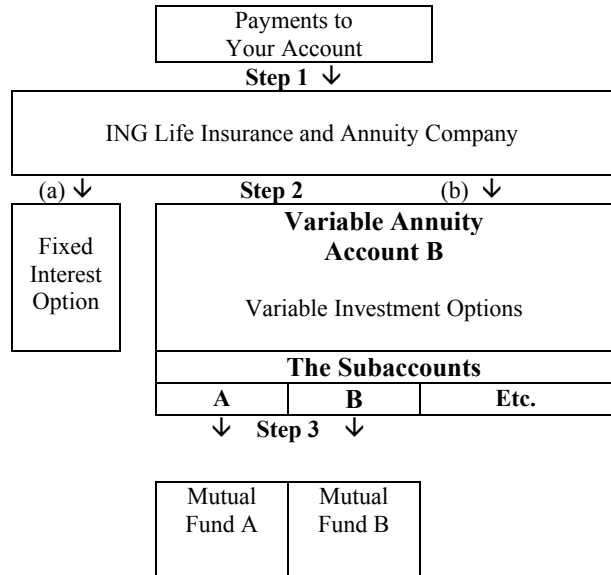 Payments to
Your Account
Step 1 ↓
ING Life Insurance and Annuity Company
(a) ↓ Step 2 (b) ↓
Fixed
Interest
Option
Variable Annuity
Account B
Variable Investment Options
The Subaccounts
A B Etc.
↓ Step 3 ↓
Mutual
Fund A
Mutual
Fund B